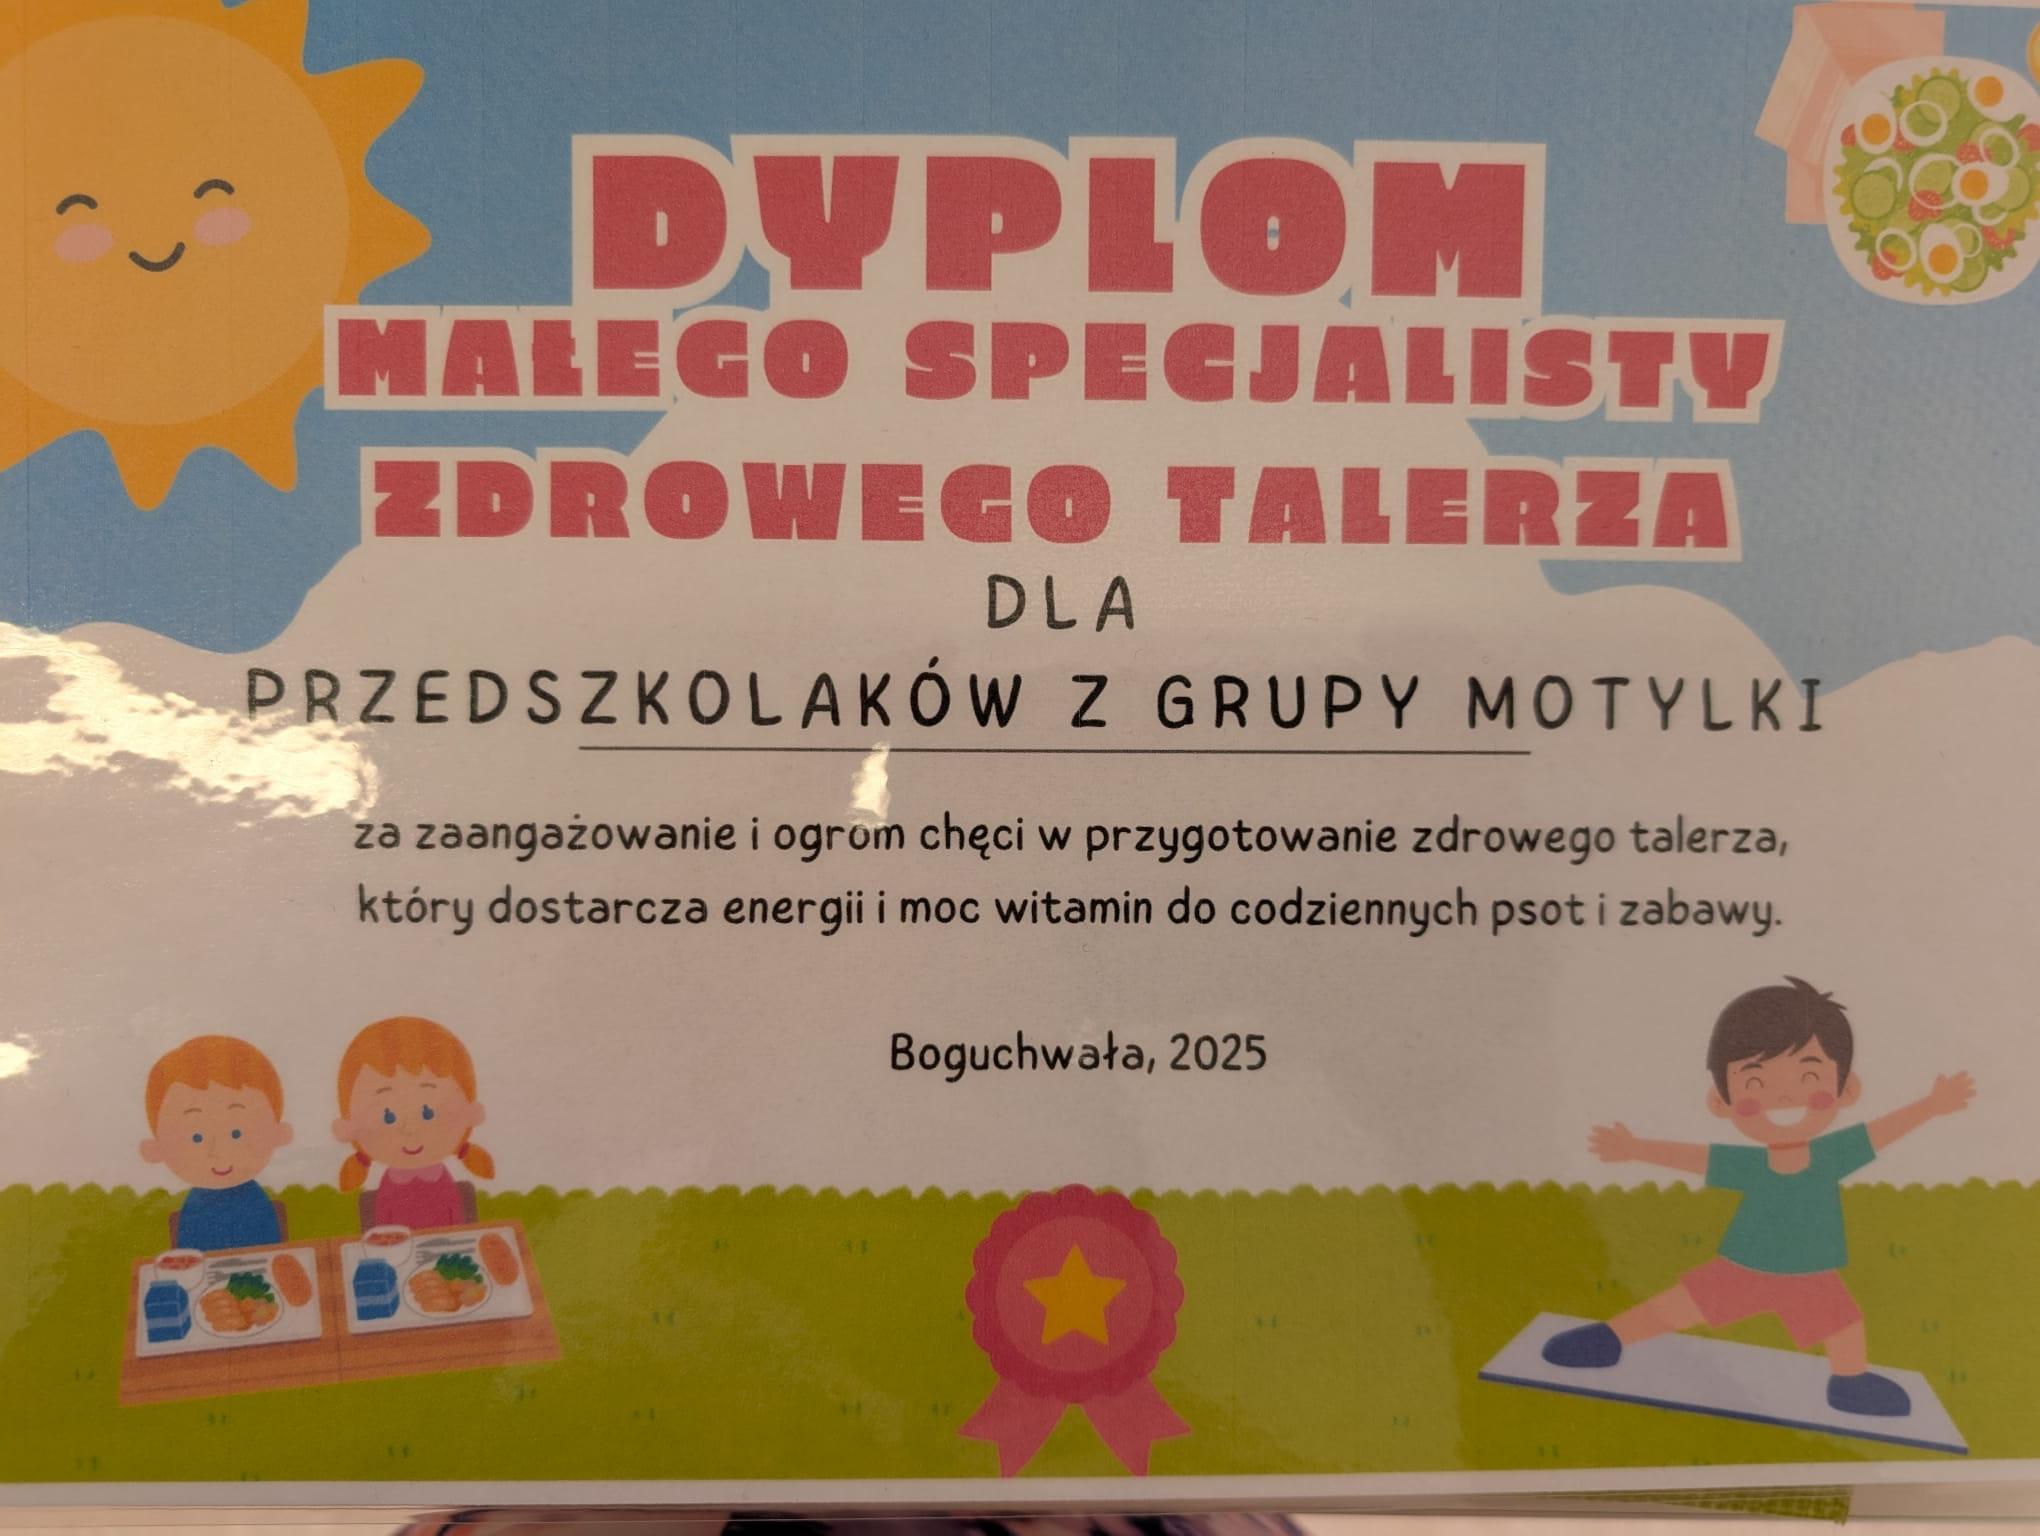 DYPLOM
MAŁEGO SPECJALISTY
ZDROWEGO TALERZA
DLA
PRZEDSZKOLAKÓW Z GRUPY MOTYLKI
za zaangażowanie i ogrom chęci w przygotowanie zdrowego talerza,
który dostarcza energii i moc witamin do codziennych psot i zabawy.
Boguchwała, 2025